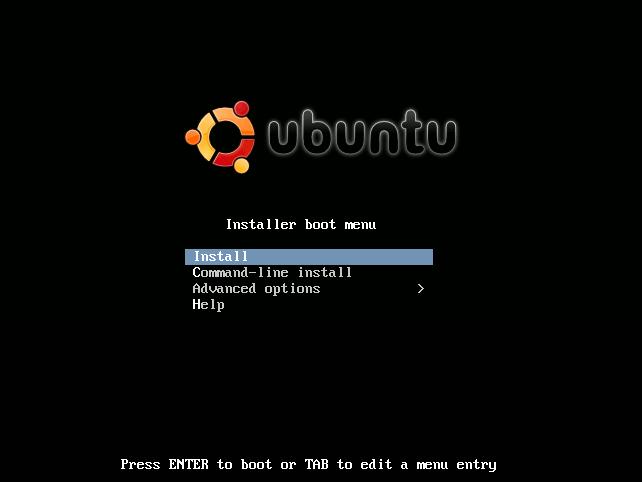 ubuntu
Installer boot menu
Install
Command-line install
Advanced options >
Help
Press ENTER to boot or TAB to edit a menu entry